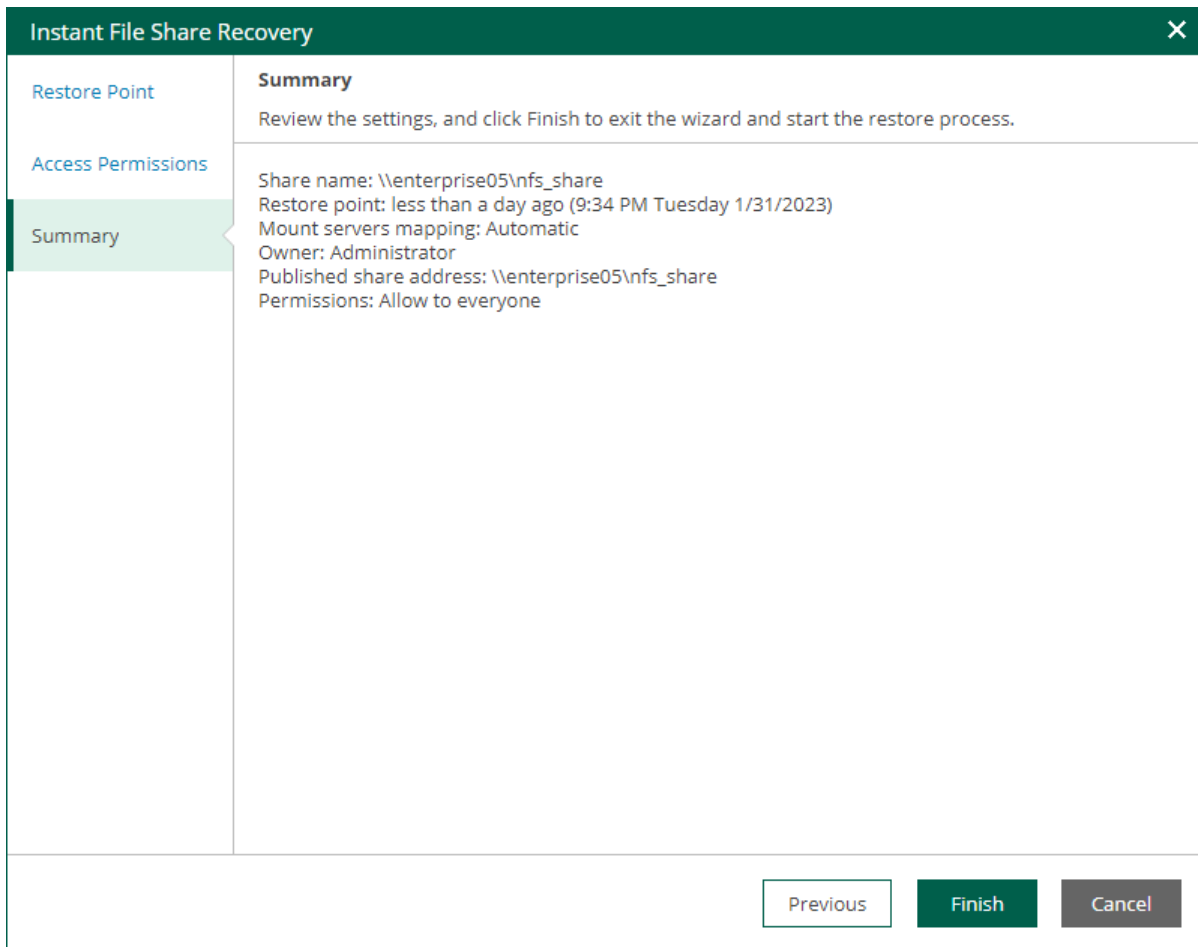 Instant File Share Recovery
Restore Point
Access Permissions
Summary
Summary
Review the settings, and click Finish to exit the wizard and start the restore process.
Share name: \\enterprise05\nfs_share
Restore point: less than a day ago (9:34 PM Tuesday 1/31/2023)
Mount servers mapping: Automatic
Owner: Administrator
Published share address: \\enterprise05\nfs_share
Permissions: Allow to everyone
Previous
Finish
Cancel